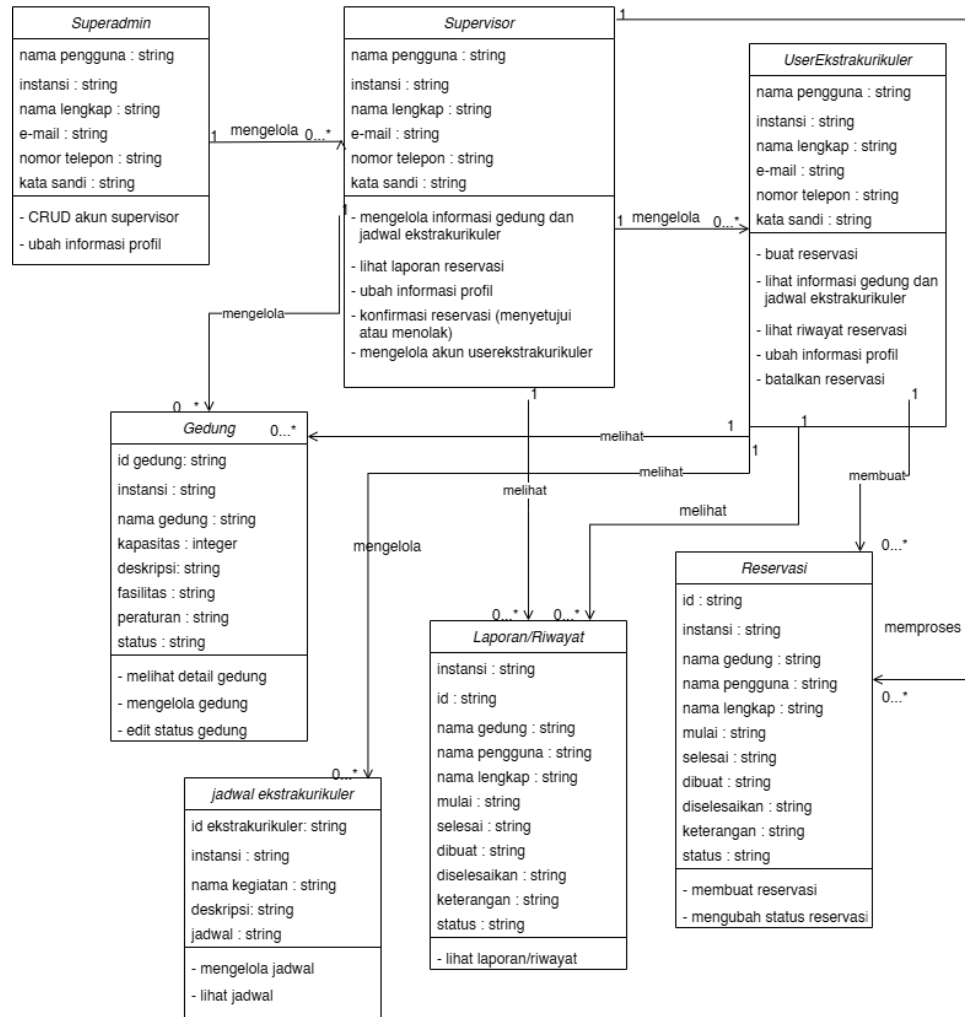 Superadmin
nama pengguna : string
instansi : string
nama lengkap : string
e-mail : string
nomor telepon : string
kata sandi : string
- CRUD akun supervisor
- ubah informasi profil
1
mengelola
0...*
Supervisor
nama pengguna : string
instansi : string
nama lengkap : string
e-mail : string
nomor telepon : string
kata sandi : string
1
- mengelola informasi gedung dan
jadwal ekstrakurikuler
- lihat laporan reservasi
- ubah informasi profil
- konfirmasi reservasi (menyetujui
atau menolak)
- mengelola akun userekstrakurikuler
1
1
mengelola
0...*
UserEkstrakurikuler
nama pengguna : string
instansi : string
nama lengkap : string
e-mail : string
nomor telepon : string
kata sandi : string
- buat reservasi
- lihat informasi gedung dan
jadwal ekstrakurikuler
- lihat riwayat reservasi
- ubah informasi profil
- batalkan reservasi
mengelola
0...*
1
1
1
1
1
0...*
melihat
melihat
melihat
melihat
membuat
mengelola
Gedung
id gedung: string
instansi : string
nama gedung : string
kapasitas : integer
deskripsi: string
fasilitas : string
peraturan : string
status : string
- melihat detail gedung
- mengelola gedung
- edit status gedung
0...*
jadwal ekstrakurikuler
id ekstrakurikuler: string
instansi : string
nama kegiatan : string
deskripsi: string
jadwal : string
- mengelola jadwal
- lihat jadwal
0...*
0...*
Laporan/Riwayat
instansi : string
id : string
nama gedung : string
nama pengguna : string
nama lengkap : string
mulai : string
selesai : string
dibuat : string
diselesaikan : string
keterangan : string
status : string
- lihat laporan/riwayat
0...*
Reservasi
id : string
instansi : string
nama gedung : string
nama pengguna : string
nama lengkap : string
mulai : string
selesai : string
dibuat : string
diselesaikan : string
keterangan : string
status : string
- membuat reservasi
- mengubah status reservasi
memproses
0...*